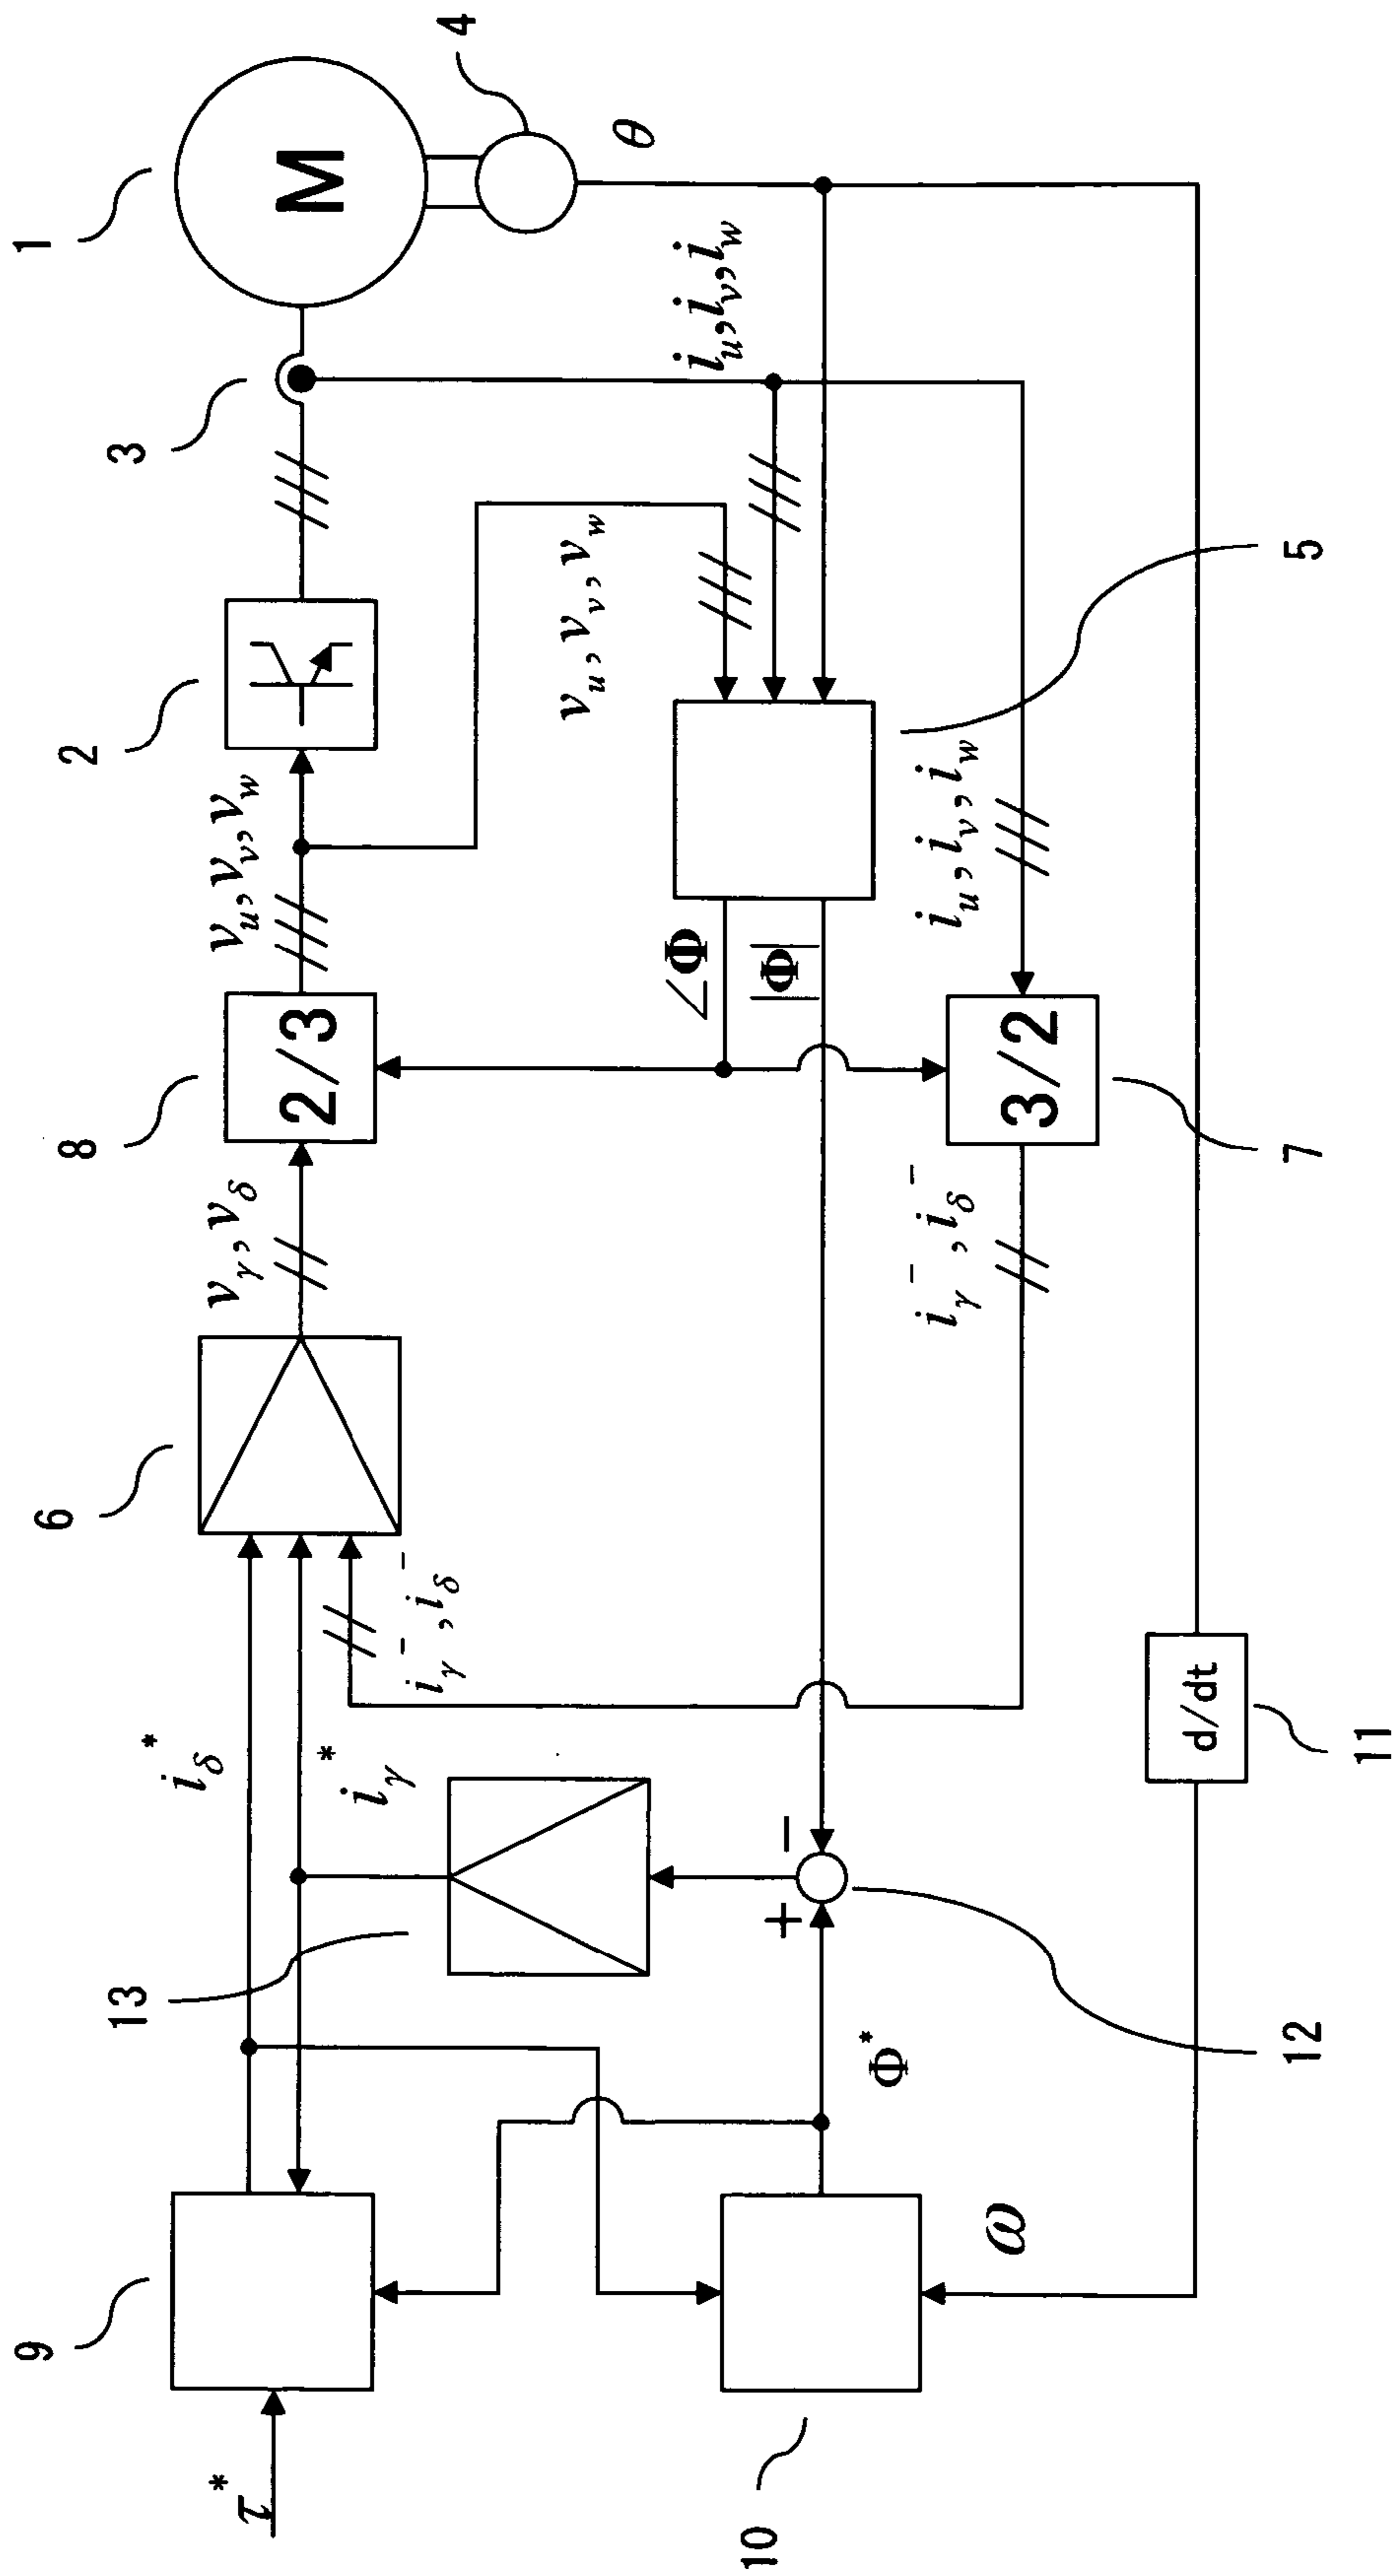 1
M
4
θ
3
i_u, i_v, i_w
2
v_u, v_v, v_w
v_u, v_v, v_w
5
8
2/3
∠Φ
|Φ|
i_u, i_v, i_w
3/2
7
v_γ, v_δ
i_γ^-, i_δ^-
6
i_γ^-, i_δ^-
i_δ^*
i_γ^*
d/dt
11
13
+
-
12
Φ^*
9
τ^*
10
ω